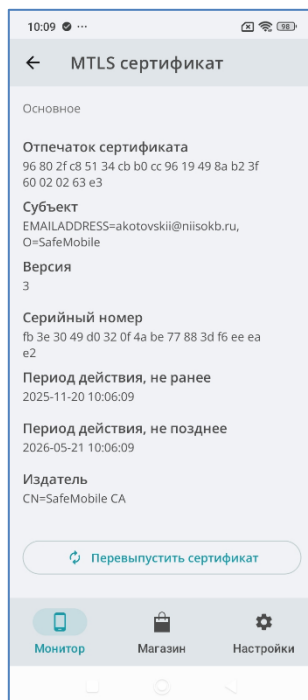 10:09 ...
98
MTLS сертификат
Основное
Отпечаток сертификата
96 80 2f c8 51 34 cb b0 cc 96 19 49 8a b2 3f
60 02 02 63 e3
Субъект
EMAILADDRESS=akotovskii@niisokb.ru,
O=SafeMobile
Версия
3
Серийный номер
fb 3e 30 49 d0 32 0f 4a be 77 88 3d f6 ee ea
e2
Период действия, не ранее
2025-11-20 10:06:09
Период действия, не позднее
2026-05-21 10:06:09
Издатель
CN=SafeMobile CA
Перевыпустить сертификат
Монитор Магазин Настройки